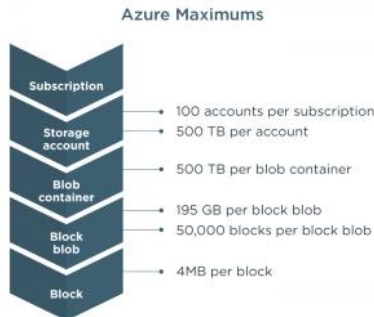 Azure Maximums
Subscription
100 accounts per subscription
Storage
account
500 TB per account
500 TB per blob container
Blob
container
195 GB per block blob
Block
blob
50,000 blocks per block blob
4MB per block
Block